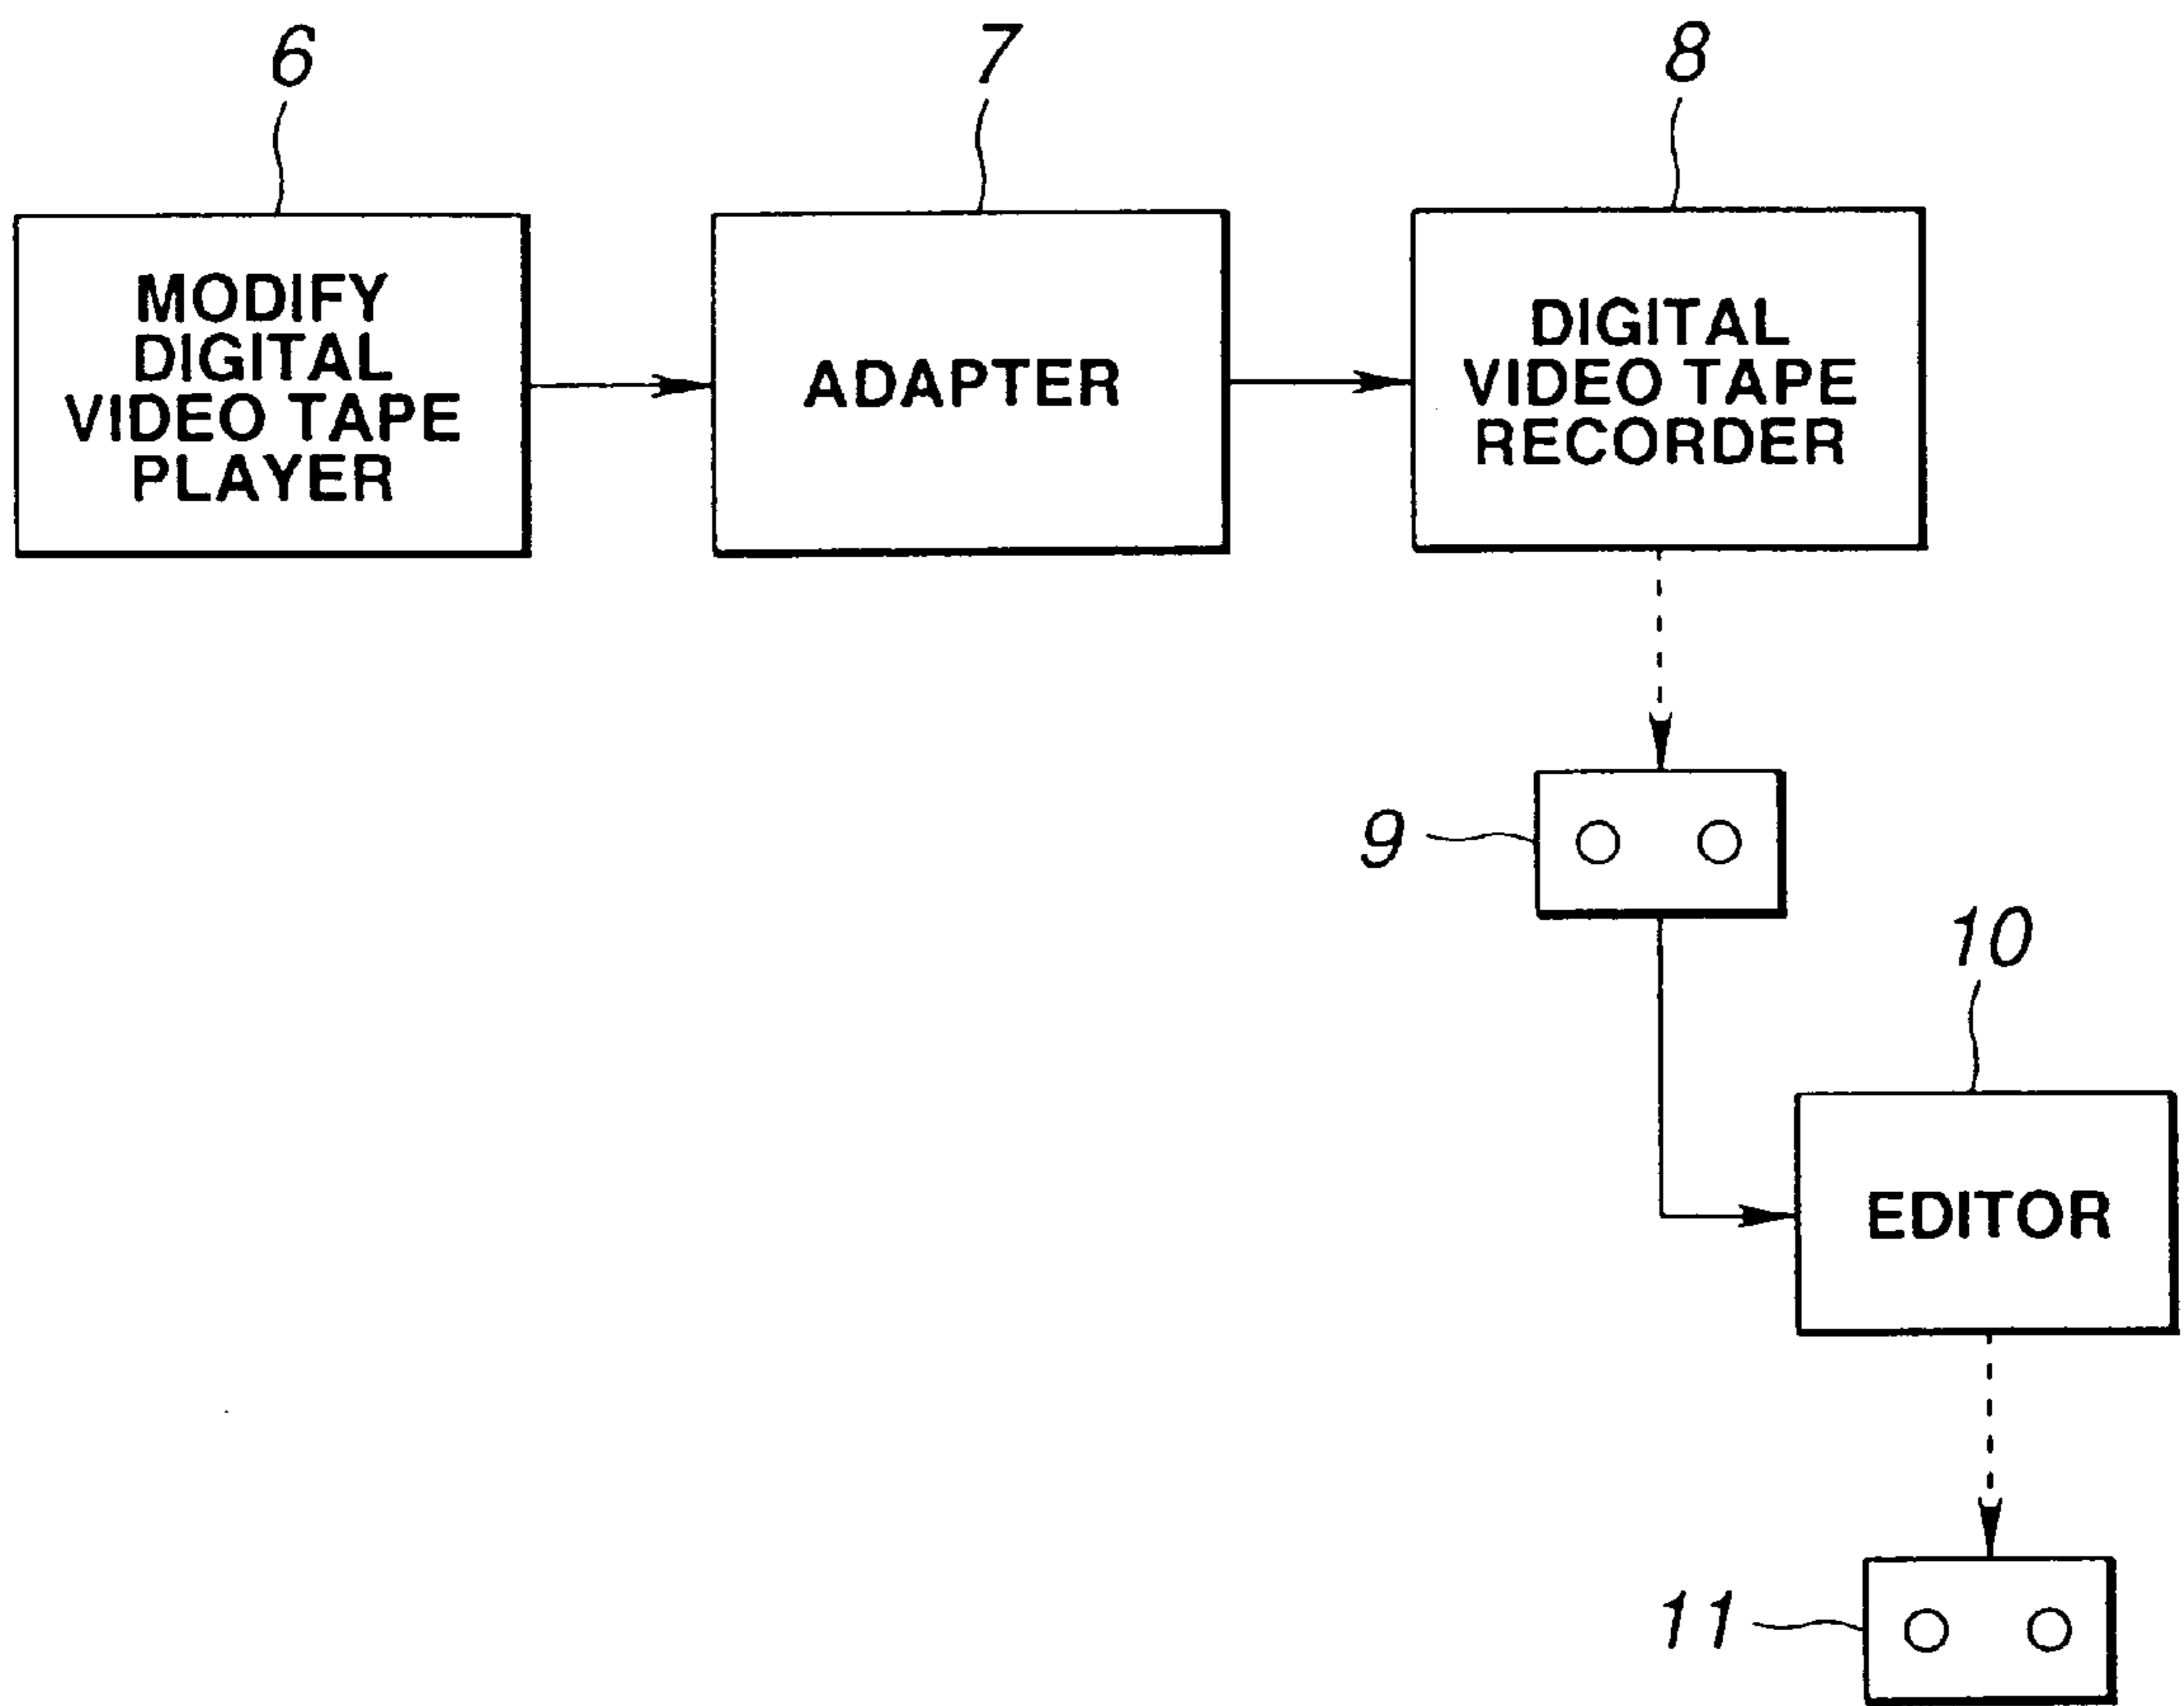 6
7
8
MODIFY
DIGITAL
VIDEO TAPE
PLAYER
ADAPTER
DIGITAL
VIDEO TAPE
RECORDER
9
10
EDITOR
11